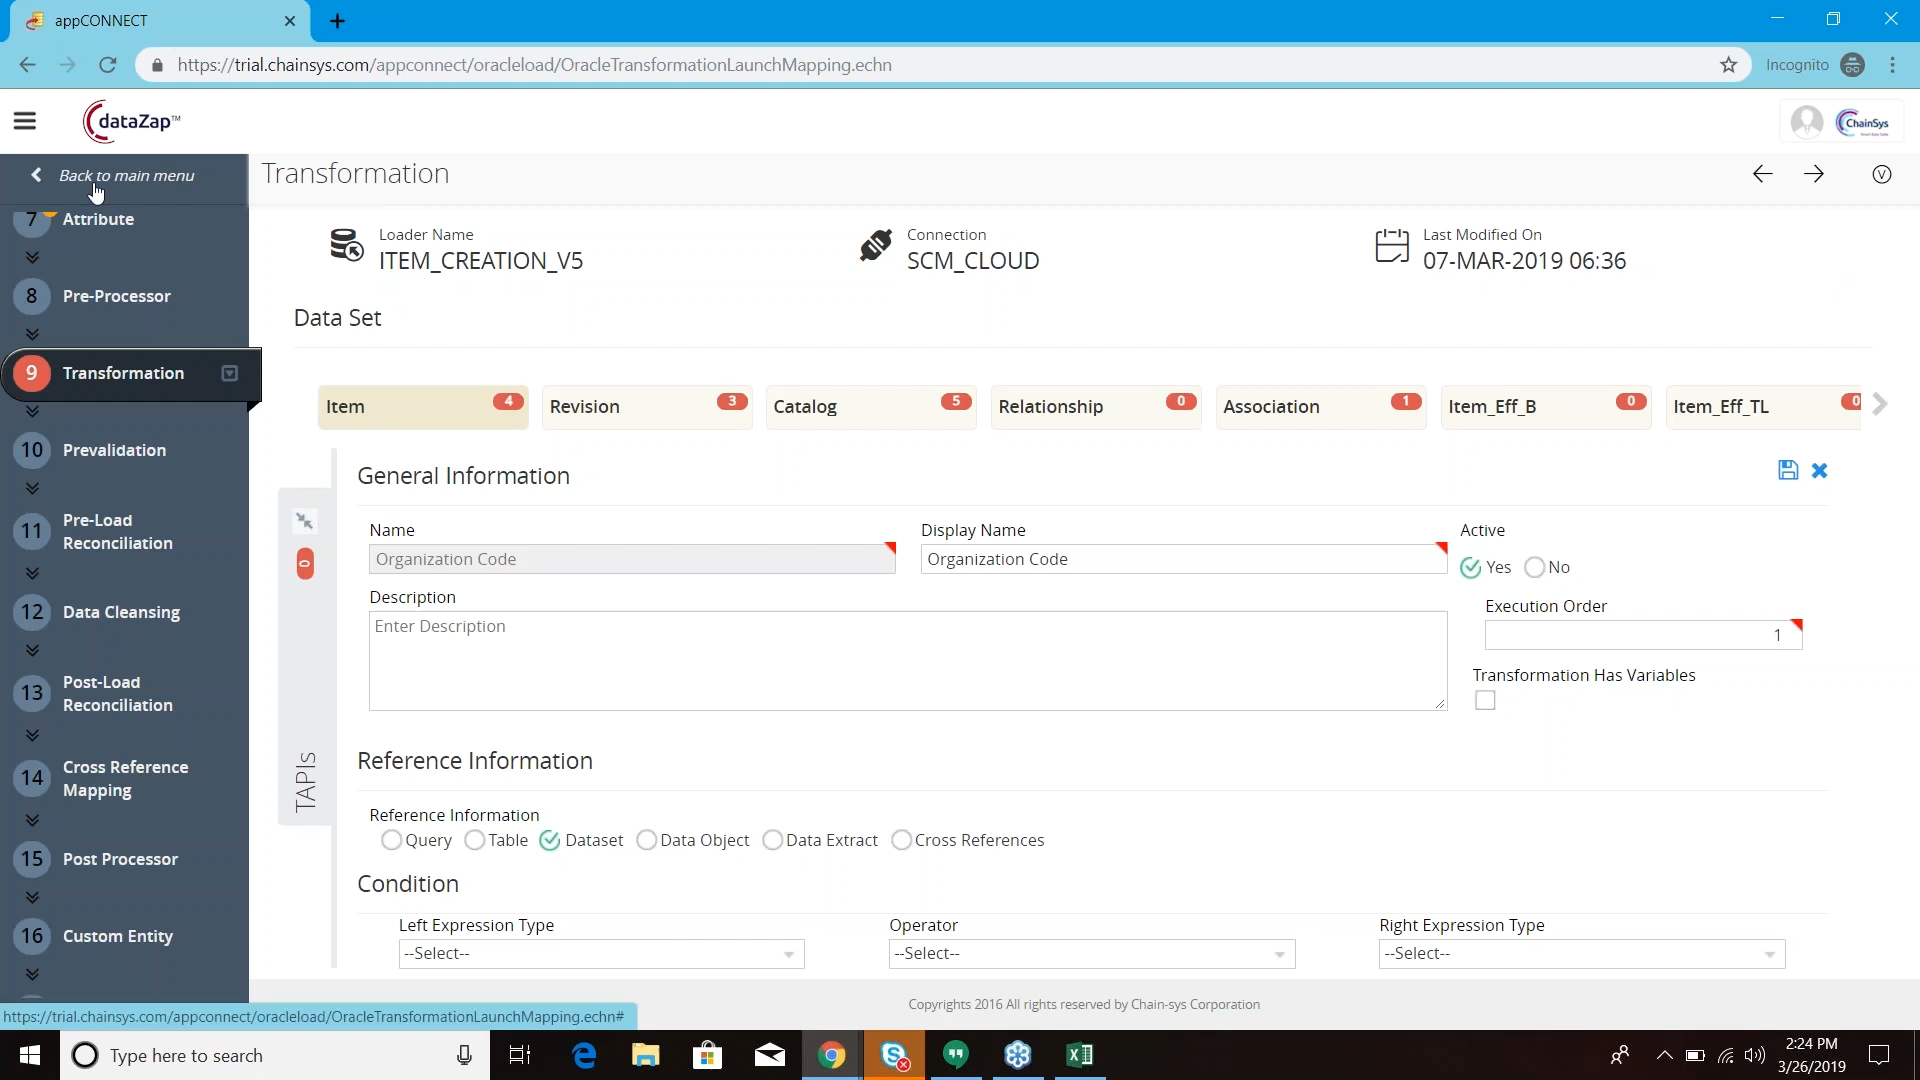 appCONNECT
https://trial.chainsys.com/appconnect/oracleload/OracleTransformationLaunchMapping.echn
Incognito
dataZap™
ChainSys
Back to main menu
Transformation
7 Attribute
8 Pre-Processor
9 Transformation
10 Prevalidation
11 Pre-Load
Reconciliation
12 Data Cleansing
13 Post-Load
Reconciliation
14 Cross Reference
Mapping
15 Post Processor
16 Custom Entity
Loader Name
ITEM_CREATION_V5
Connection
SCM_CLOUD
Last Modified On
07-MAR-2019 06:36
Data Set
Item 4
Revision 3
Catalog 5
Relationship 0
Association 1
Item_Eff_B 0
Item_Eff_TL 0
0
TAPIs
General Information
Name
Organization Code
Display Name
Organization Code
Active
Yes No
Description
Enter Description
Execution Order
1
Transformation Has Variables
Reference Information
Reference Information
Query Table Dataset Data Object Data Extract Cross References
Condition
Left Expression Type
--Select--
Operator
--Select--
Right Expression Type
--Select--
Copyrights 2016 All rights reserved by Chain-sys Corporation
https://trial.chainsys.com/appconnect/oracleload/OracleTransformationLaunchMapping.echn#
Type here to search
2:24 PM
3/26/2019